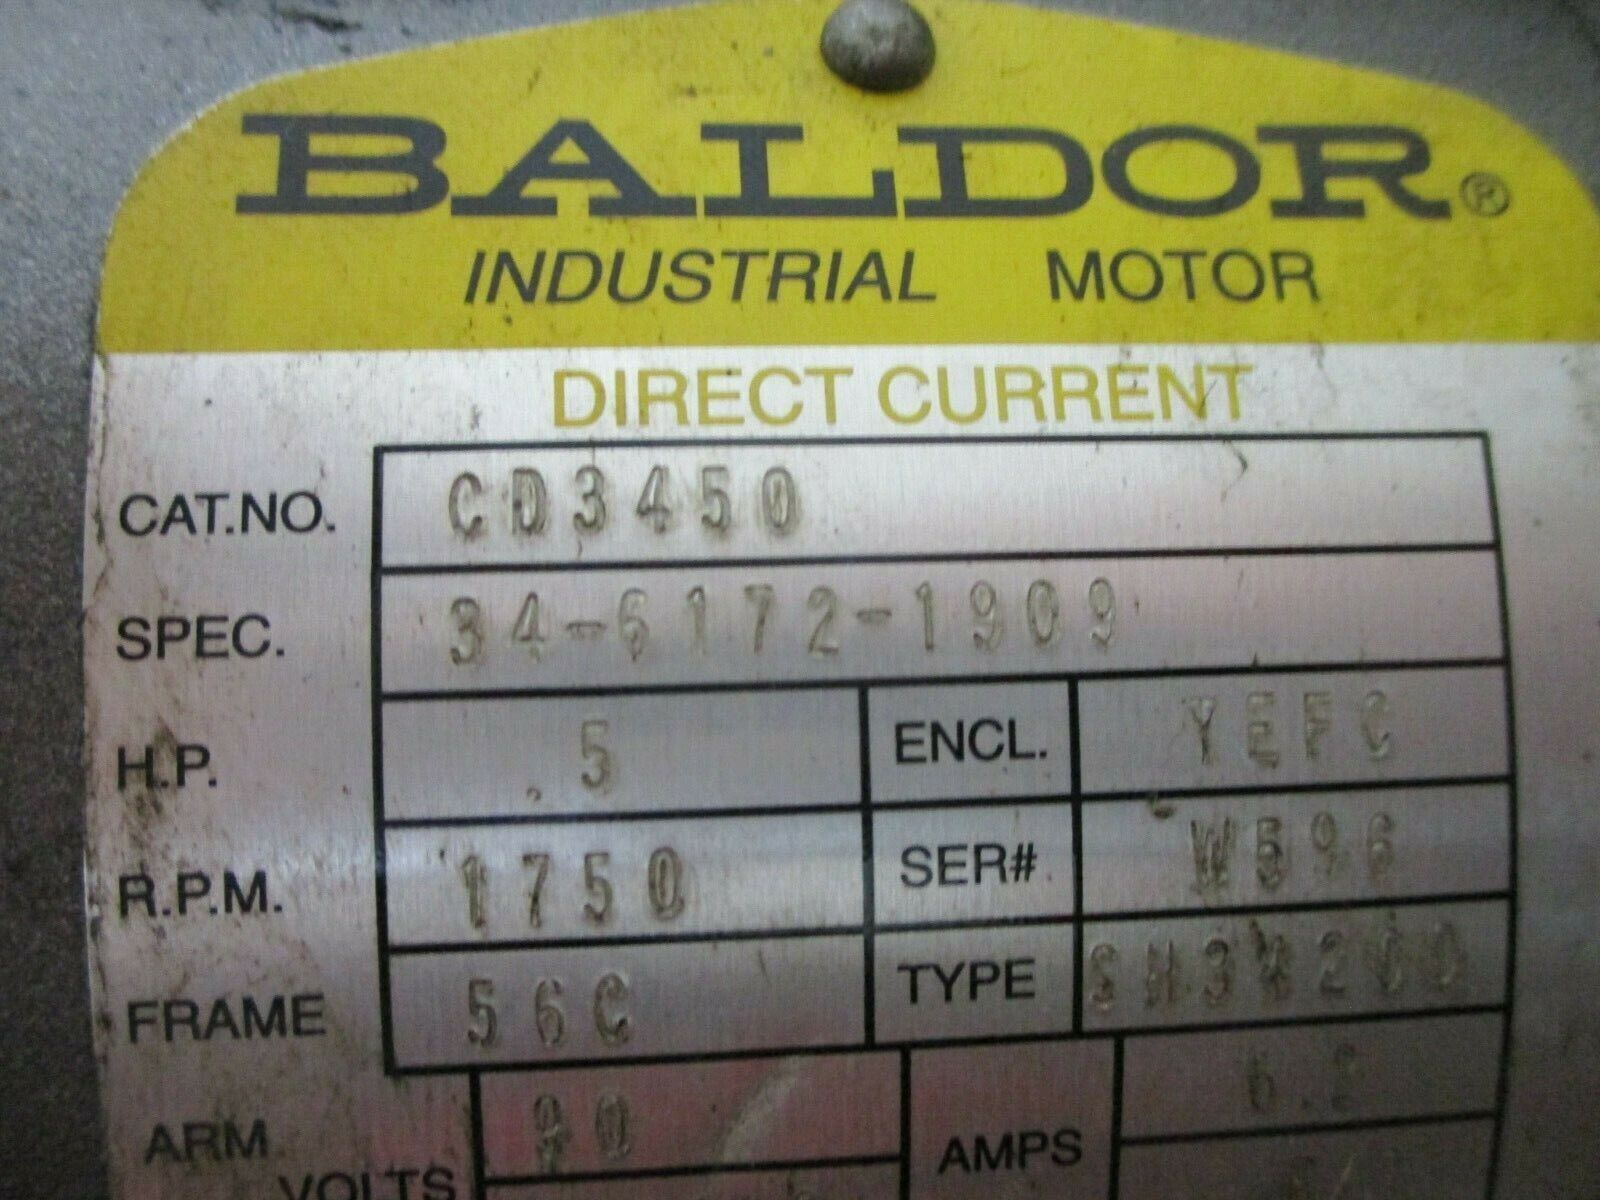 BALDOR®
INDUSTRIAL MOTOR
DIRECT CURRENT
CAT.NO. CD3450
SPEC. 34-6172-1909
H.P. .5 ENCL.
R.P.M. 1750 SER# W596
FRAME 56C TYPE
ARM 90 AMPS
VOLTS